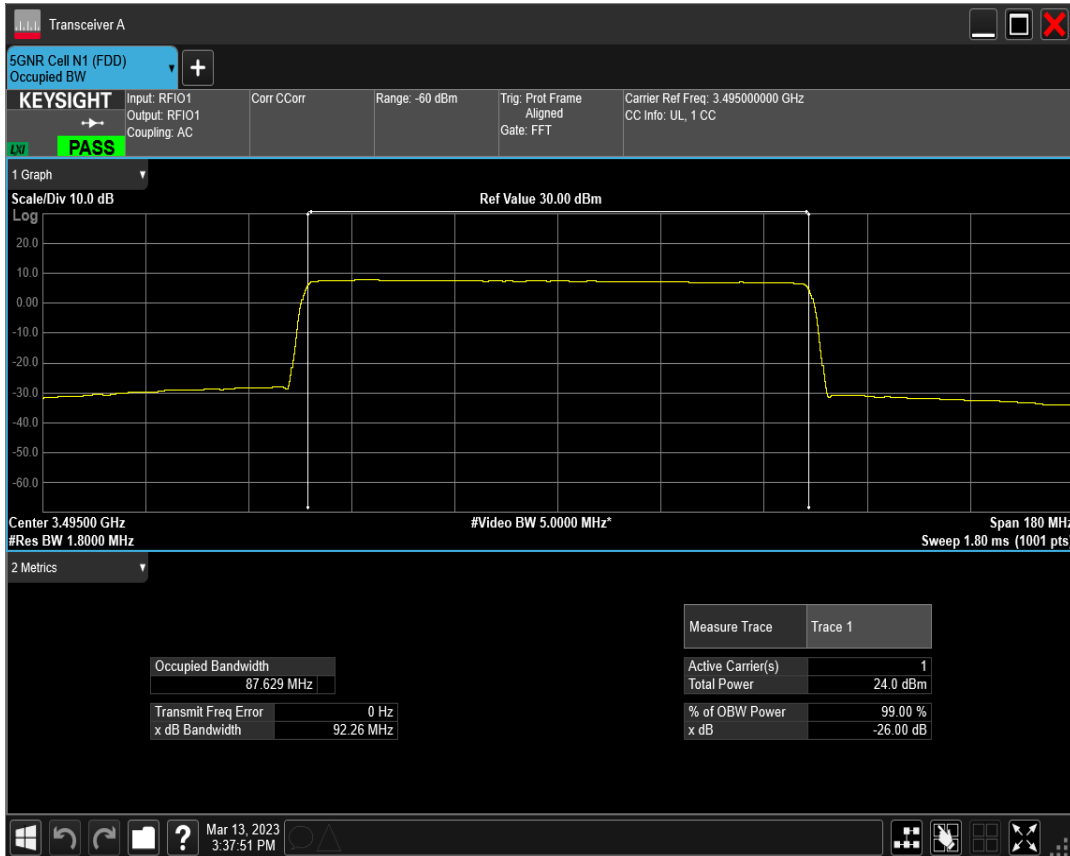 Transceiver A
5GNR Cell N1 (FDD)
Occupied BW
+
KEYSIGHT
LXI
PASS
Input: RFIO1
Output: RFIO1
Coupling: AC
Corr CCorr
Range: -60 dBm
Trig: Prot Frame
Aligned
Gate: FFT
Carrier Ref Freq: 3.495000000 GHz
CC Info: UL, 1 CC
1 Graph
Scale/Div 10.0 dB
Ref Value 30.00 dBm
Log
20.0
10.0
0.00
-10.0
-20.0
-30.0
-40.0
-50.0
-60.0
Center 3.49500 GHz
#Video BW 5.0000 MHz*
Span 180 MHz
#Res BW 1.8000 MHz
Sweep 1.80 ms (1001 pts)
2 Metrics
Measure Trace Trace 1
Occupied Bandwidth
87.629 MHz
Active Carrier(s) 1
Total Power 24.0 dBm
Transmit Freq Error 0 Hz
x dB Bandwidth 92.26 MHz
% of OBW Power 99.00 %
x dB -26.00 dB
?
Mar 13, 2023
3:37:51 PM